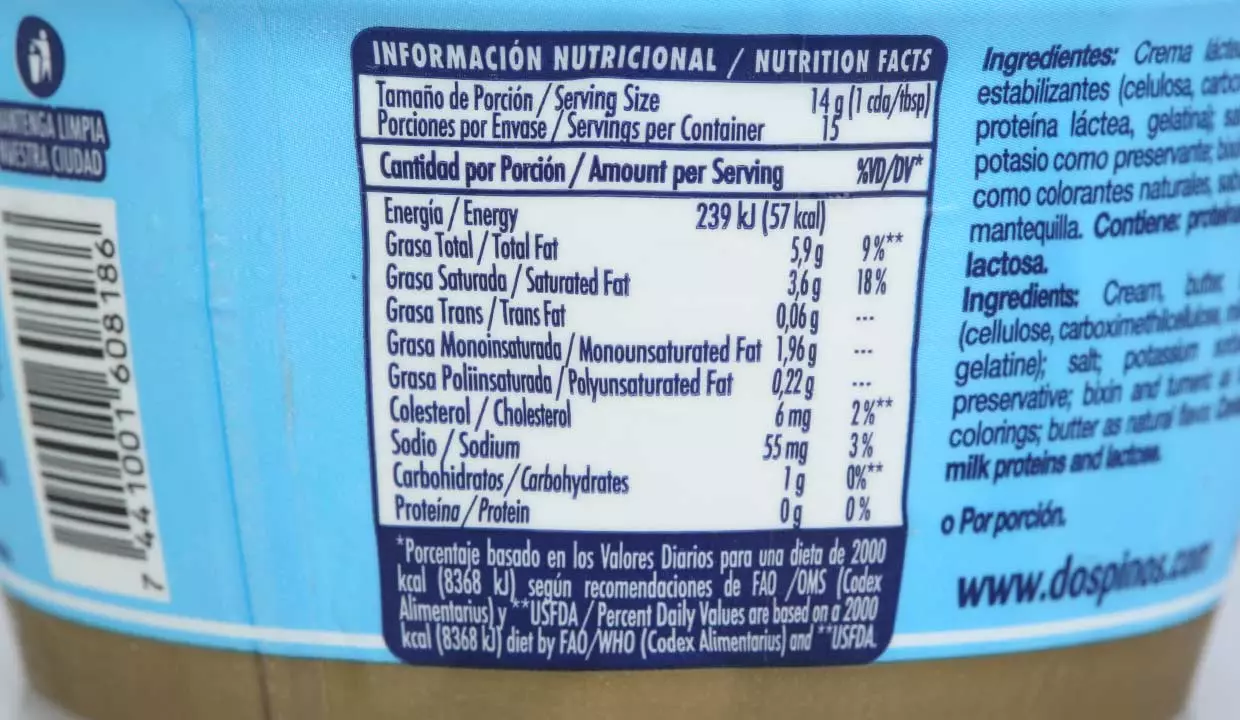 MANTENGA LIMPIA
NUESTRA CIUDAD
7 441001 608186
INFORMACIÓN NUTRICIONAL / NUTRITION FACTS
Tamaño de Porción / Serving Size 14 g (1 cda/tbsp)
Porciones por Envase / Servings per Container 15
Cantidad por Porción / Amount per Serving %VD/DV*
Energía / Energy 239 kJ (57 kcal)
Grasa Total / Total Fat 5,9 g 9%**
Grasa Saturada / Saturated Fat 3,6 g 18%
Grasa Trans / Trans Fat 0,06 g ---
Grasa Monoinsaturada / Monounsaturated Fat 1,96 g ---
Grasa Poliinsaturada / Polyunsaturated Fat 0,22 g ---
Colesterol / Cholesterol 6 mg 2%**
Sodio / Sodium 55 mg 3%
Carbohidratos / Carbohydrates 1 g 0%**
Proteína / Protein 0 g 0%
*Porcentaje basado en los Valores Diarios para una dieta de 2000
kcal (8368 kJ) según recomendaciones de FAO /OMS (Codex
Alimentarius) y **USFDA / Percent Daily Values are based on a 2000
kcal (8368 kJ) diet by FAO/WHO (Codex Alimentarius) and **USFDA.
Ingredientes: Crema
estabilizantes (celulosa,
proteína láctea, gelatina);
potasio como preservante;
como colorantes naturales,
mantequilla. Contiene:
lactosa.
Ingredients: Cream, butter
(cellulose,
gelatine); salt; potassium
preservative; bixin and
colorings; butter as natural
milk proteins and lactose.
o Por porción.
www.dospinos.com